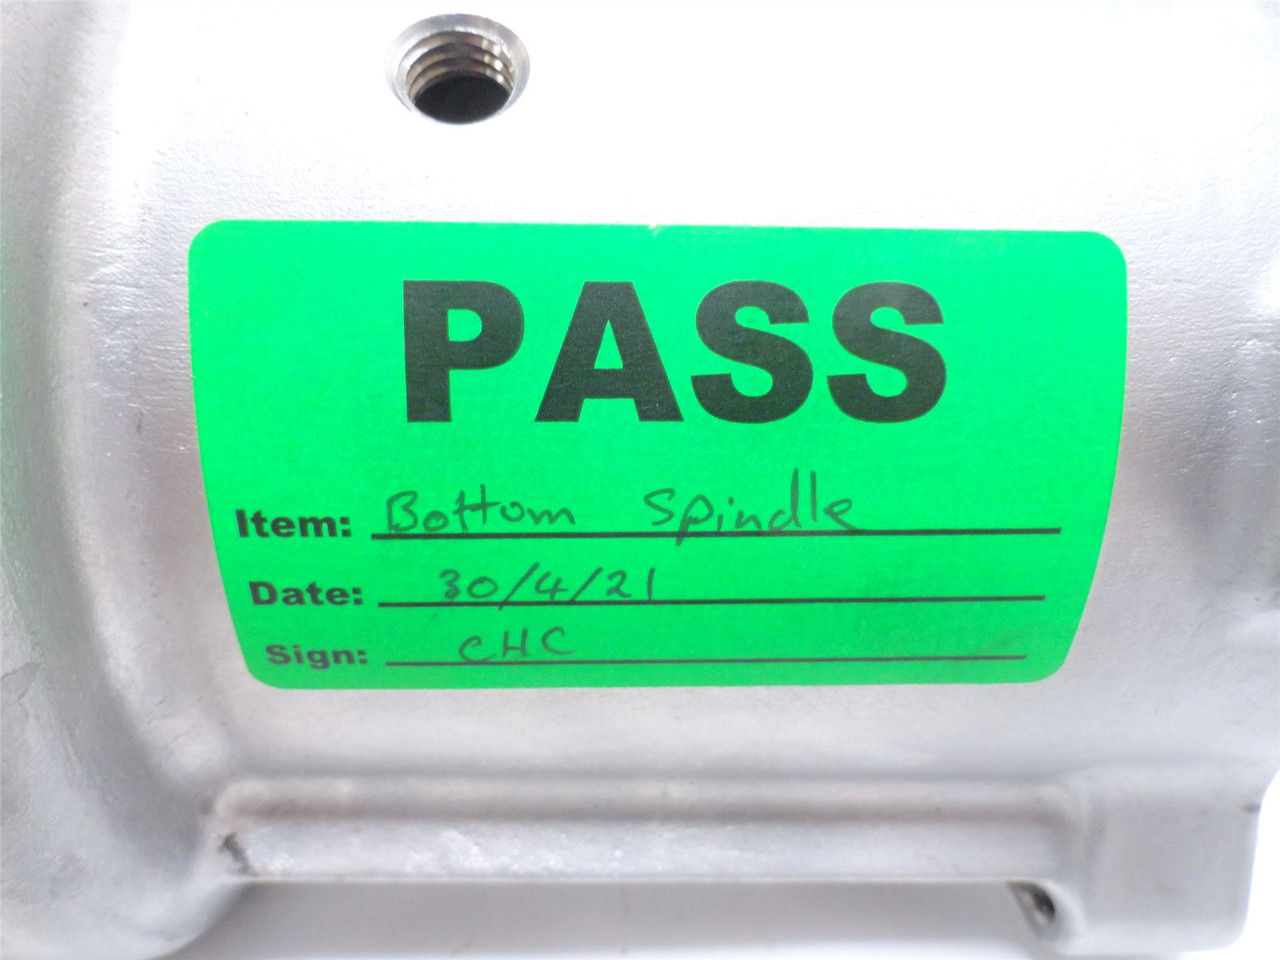 PASS
Item: Bottom Spindle
Date: 30/4/21
Sign: CHC